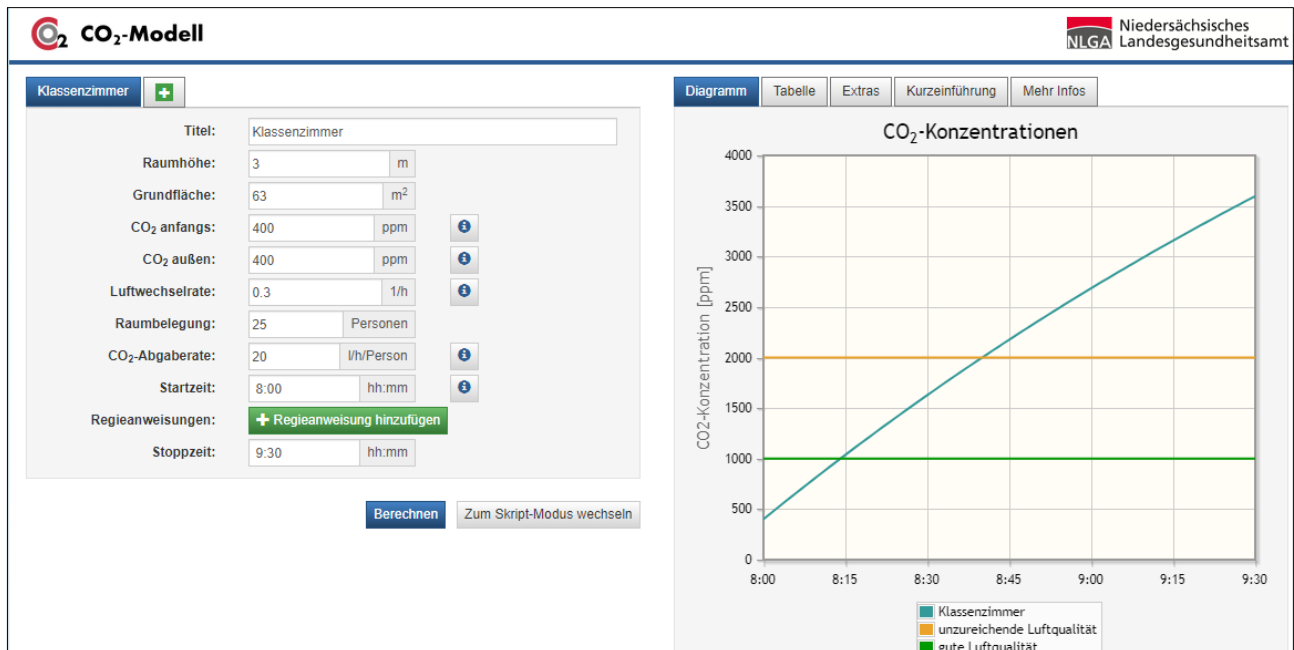 CO₂ CO₂-Modell
NLGA Niedersächsisches
Landesgesundheitsamt
Klassenzimmer
Titel: Klassenzimmer
Raumhöhe: 3 m
Grundfläche: 63 m²
CO₂ anfangs: 400 ppm
CO₂ außen: 400 ppm
Luftwechselrate: 0.3 1/h
Raumbelegung: 25 Personen
CO₂-Abgaberate: 20 l/h/Person
Startzeit: 8:00 hh:mm
Regieanweisungen: Regieanweisung hinzufügen
Stoppzeit: 9:30 hh:mm
Berechnen Zum Skript-Modus wechseln
Diagramm Tabelle Extras Kurzeinführung Mehr Infos
CO₂-Konzentrationen
CO2-Konzentration [ppm]
4000
3500
3000
2500
2000
1500
1000
500
0
8:00 8:15 8:30 8:45 9:00 9:15 9:30
Klassenzimmer
unzureichende Luftqualität
gute Luftqualität